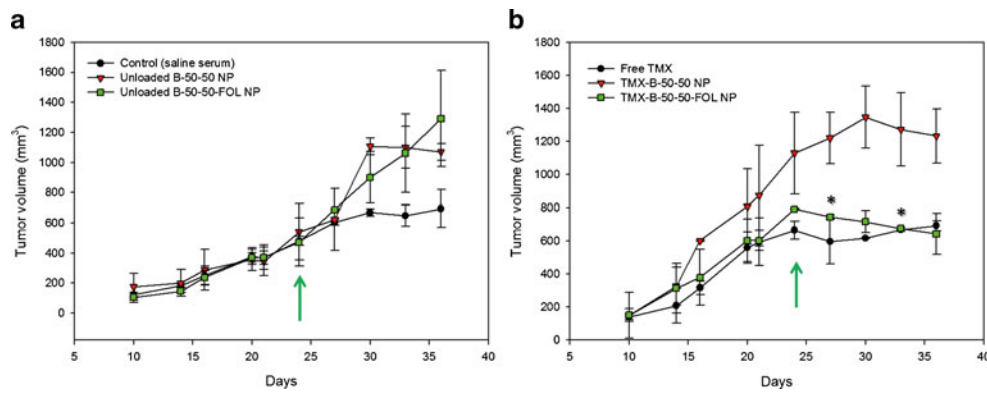 a
1800
1600
1400
1200
1000
800
600
400
200
0
Tumor volume (mm³)
Control (saline serum)
Unloaded B-50-50 NP
Unloaded B-50-50-FOL NP
5 10 15 20 25 30 35 40
Days
b
1800
1600
1400
1200
1000
800
600
400
200
0
Tumor volume (mm³)
Free TMX
TMX-B-50-50 NP
TMX-B-50-50-FOL NP
* *
5 10 15 20 25 30 35 40
Days